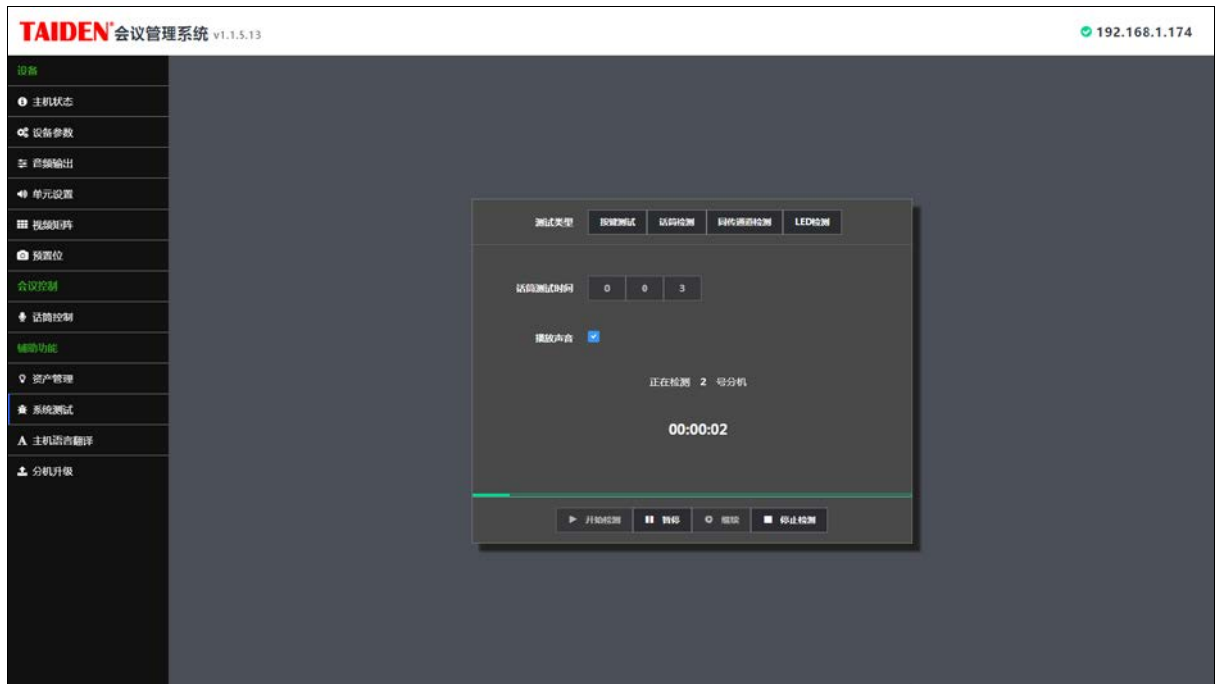 TAIDEN 会议管理系统 v1.1.5.13
192.168.1.174
设备
主机状态
设备参数
音频输出
单元设置
视频矩阵
预置位
会议控制
话筒控制
辅助功能
资产管理
系统测试
主机语言翻译
分机升级
测试类型 按键测试 话筒检测 同传通道检测 LED检测
话筒测试时间 0 0 3
播放声音
正在检测 2 号分机
00:00:02
开始检测 暂停 继续 停止检测